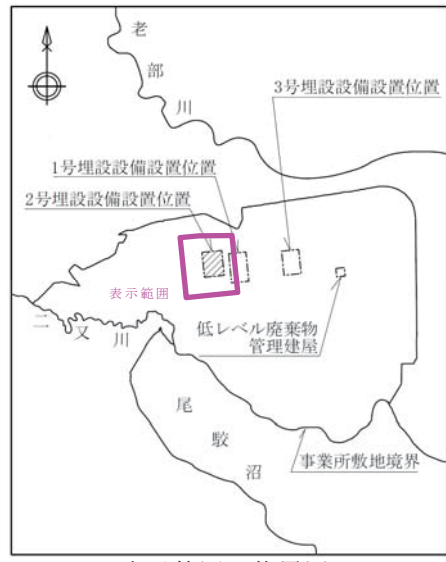 老部川
3号埋設設備設置位置
1号埋設設備設置位置
2号埋設設備設置位置
表示範囲
低レベル廃棄物
管理建屋
二又川
尾駮沼
事業所敷地境界